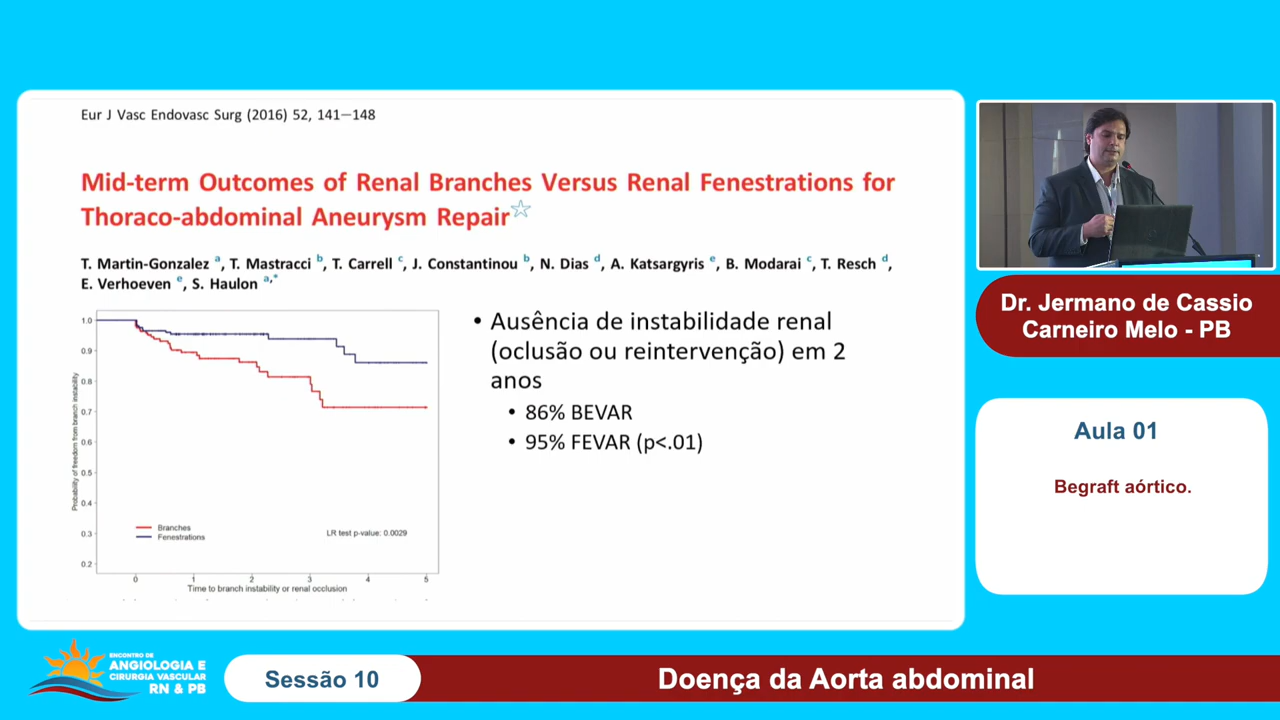 Eur J Vasc Endovasc Surg (2016) 52, 141–148
Mid-term Outcomes of Renal Branches Versus Renal Fenestrations for
Thoraco-abdominal Aneurysm Repair☆
T. Martin-Gonzalez a, T. Mastracci b, T. Carrell c, J. Constantinou b, N. Dias d, A. Katsargyris e, B. Modarai c, T. Resch d,
E. Verhoeven e, S. Haulon a,*
1.0
0.9
0.8
0.7
0.6
0.5
0.4
0.3
0.2
Probability of freedom from branch instability
Branches
Fenestrations
LR test p-value: 0.0029
0 1 2 3 4 5
Time to branch instability or renal occlusion
• Ausência de instabilidade renal
(oclusão ou reintervenção) em 2
anos
• 86% BEVAR
• 95% FEVAR (p<.01)
Dr. Jermano de Cassio
Carneiro Melo - PB
Aula 01
Begraft aórtico.
ENCONTRO DE
ANGIOLOGIA E
CIRURGIA VASCULAR
RN & PB
Sessão 10
Doença da Aorta abdominal